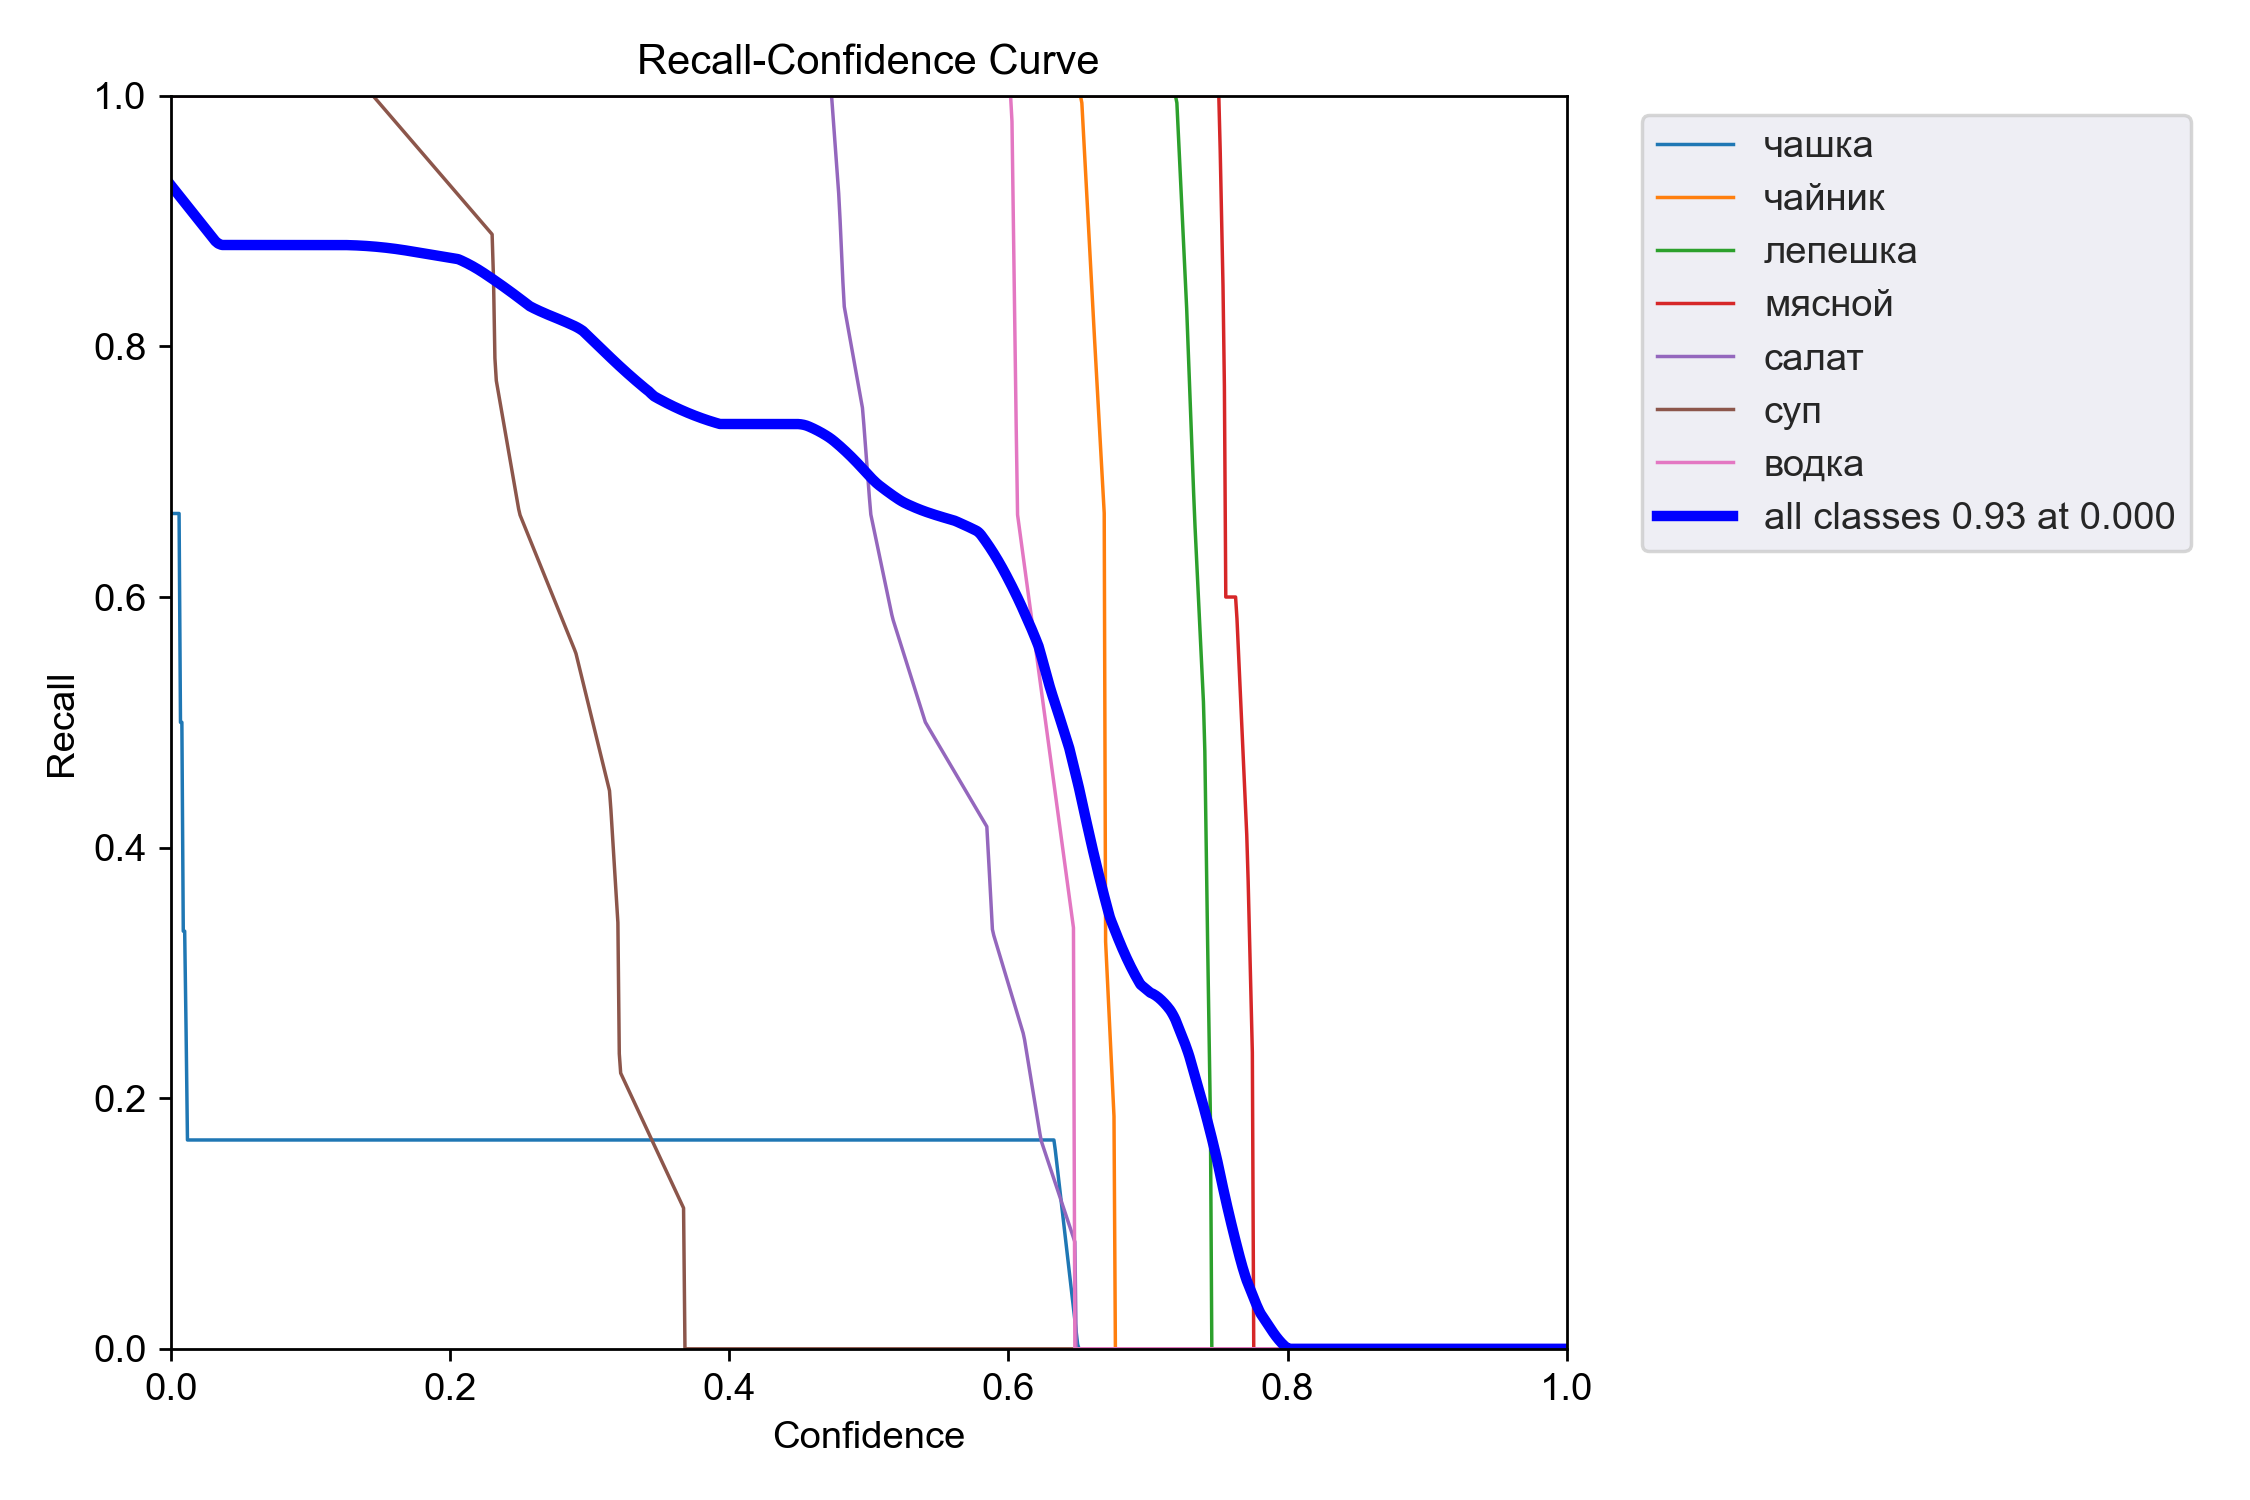 Recall-Confidence Curve
1.0
0.8
0.6
0.4
0.2
0.0
Recall
0.0 0.2 0.4 0.6 0.8 1.0
Confidence
чашка
чайник
лепешка
мясной
салат
суп
водка
all classes 0.93 at 0.000